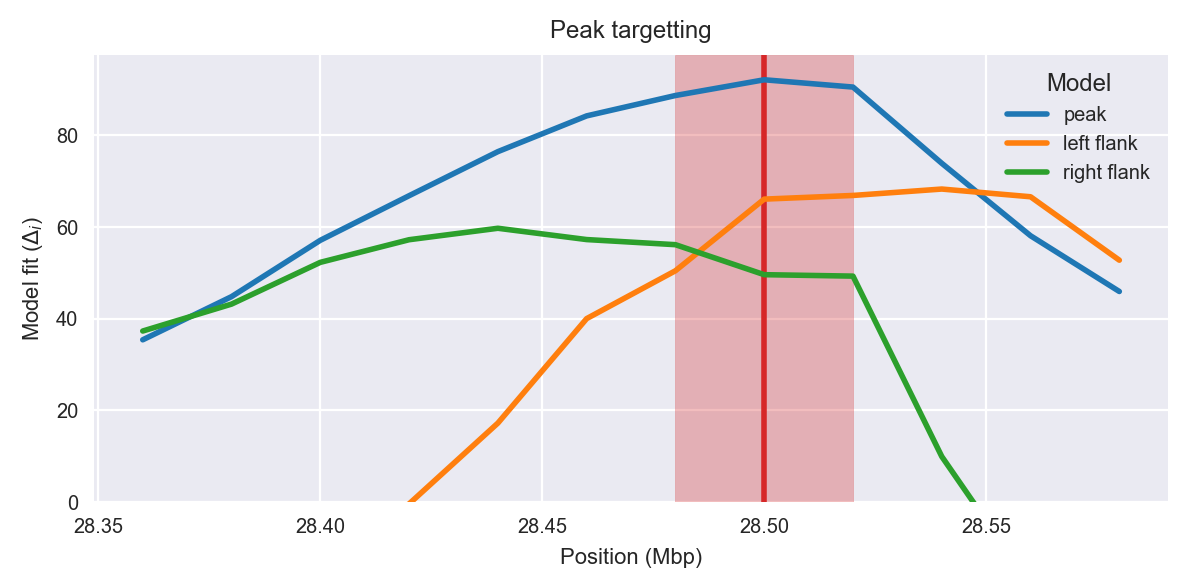 Peak targetting
Model
peak
left flank
right flank
80
60
40
20
0
Model fit (Δi)
28.35 28.40 28.45 28.50 28.55
Position (Mbp)